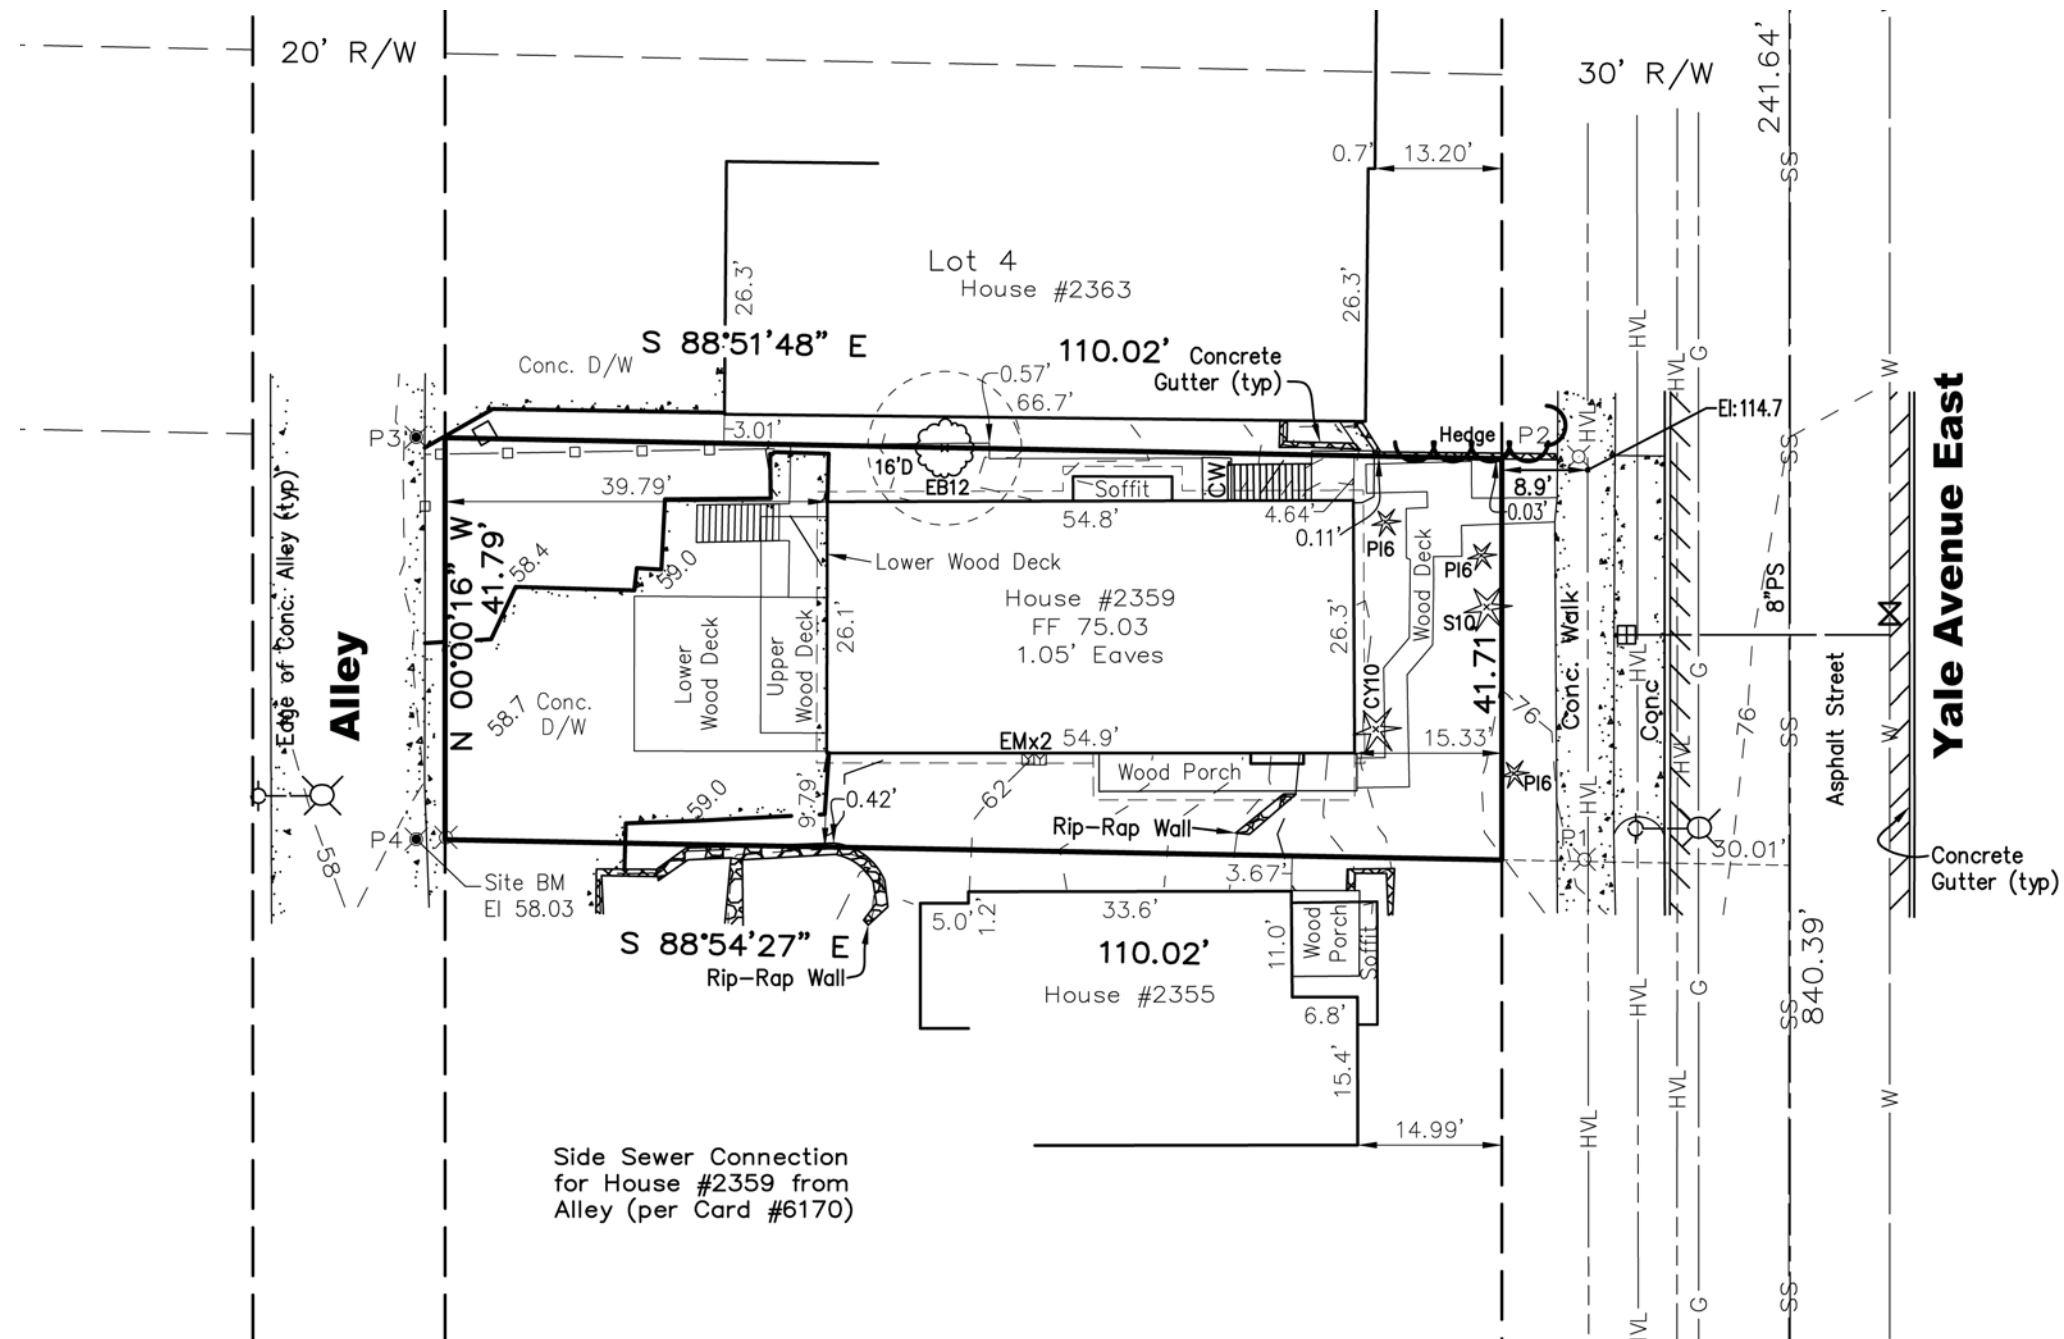 20' R/W
30' R/W
241.64'
0.7'
13.20'
SS
Lot 4
House #2363
26.3'
26.3'
HVL
S 88°51'48" E
110.02'
Concrete
Gutter (typ)
Conc. D/W
0.57'
66.7'
HVL
G
W
El:114.7
P3
3.01'
Hedge
P2
HVL
SS
16'D
EB12
CW
Soffit
39.79'
54.8'
4.64'
0.11'
PI6
8.9'
0.03'
Edge of Conc. Alley (typ)
N 00°00'16" W
41.79'
58.4
59.0
Lower Wood Deck
House #2359
FF 75.03
1.05' Eaves
26.1'
26.3'
Wood Deck
PI6
S10
8"PS
Yale Avenue East
Alley
Lower
Wood Deck
Upper
Wood Deck
CY10
41.71'
Conc. Walk
Conc
HVL
G
76
76
SS
W
Asphalt Street
58.7
Conc.
D/W
EMx2
54.9'
15.33'
HVL
Wood Porch
PI6
HVL
62
59.0
9.79'
0.42'
Rip-Rap Wall
P4
58
P1
30.01'
Concrete
Gutter (typ)
Site BM
El 58.03
3.67'
5.0'
1.2'
33.6'
11.0'
Wood
Porch
Soffit
S 88°54'27" E
110.02'
Rip-Rap Wall
House #2355
6.8'
HVL
G
SS
840.39'
15.4'
HVL
W
14.99'
HVL
Side Sewer Connection
for House #2359 from
Alley (per Card #6170)
HVL
G
SS